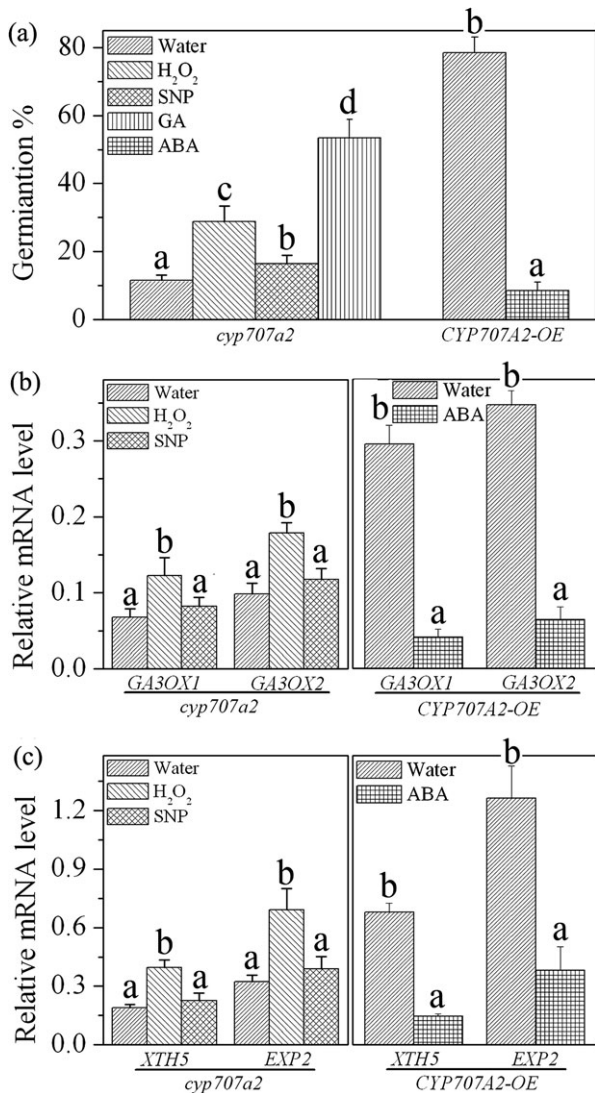 (a)
Water
H₂O₂
SNP
GA
ABA
a
c
b
d
b
a
80
60
40
20
0
Germiantion %
cyp707a2
CYP707A2-OE
(b)
Water
H₂O₂
SNP
Water
ABA
a
b
a
a
b
a
b
a
b
a
0.3
0.2
0.1
0.0
Relative mRNA level
GA3OX1
GA3OX2
GA3OX1
GA3OX2
cyp707a2
CYP707A2-OE
(c)
Water
H₂O₂
SNP
Water
ABA
a
b
a
a
b
a
b
a
b
a
1.2
0.9
0.6
0.3
0.0
Relative mRNA level
XTH5
EXP2
XTH5
EXP2
cyp707a2
CYP707A2-OE